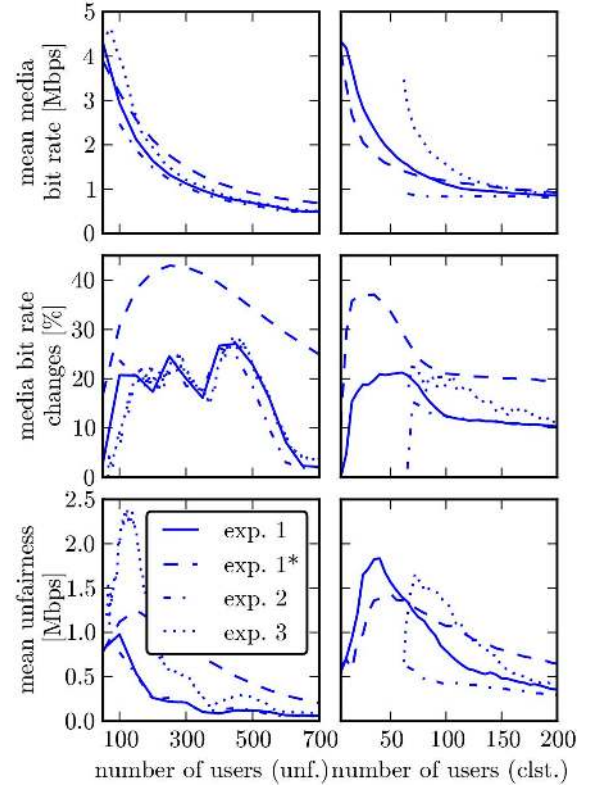 mean media
bit rate [Mbps]
5
4
3
2
1
0
media bit rate
changes [%]
40
30
20
10
0
mean unfairness
[Mbps]
2.5
2.0
1.5
1.0
0.5
0.0
exp. 1
exp. 1*
exp. 2
exp. 3
100 300 500 700
50 100 150 200
number of users (unf.)
number of users (clst.)